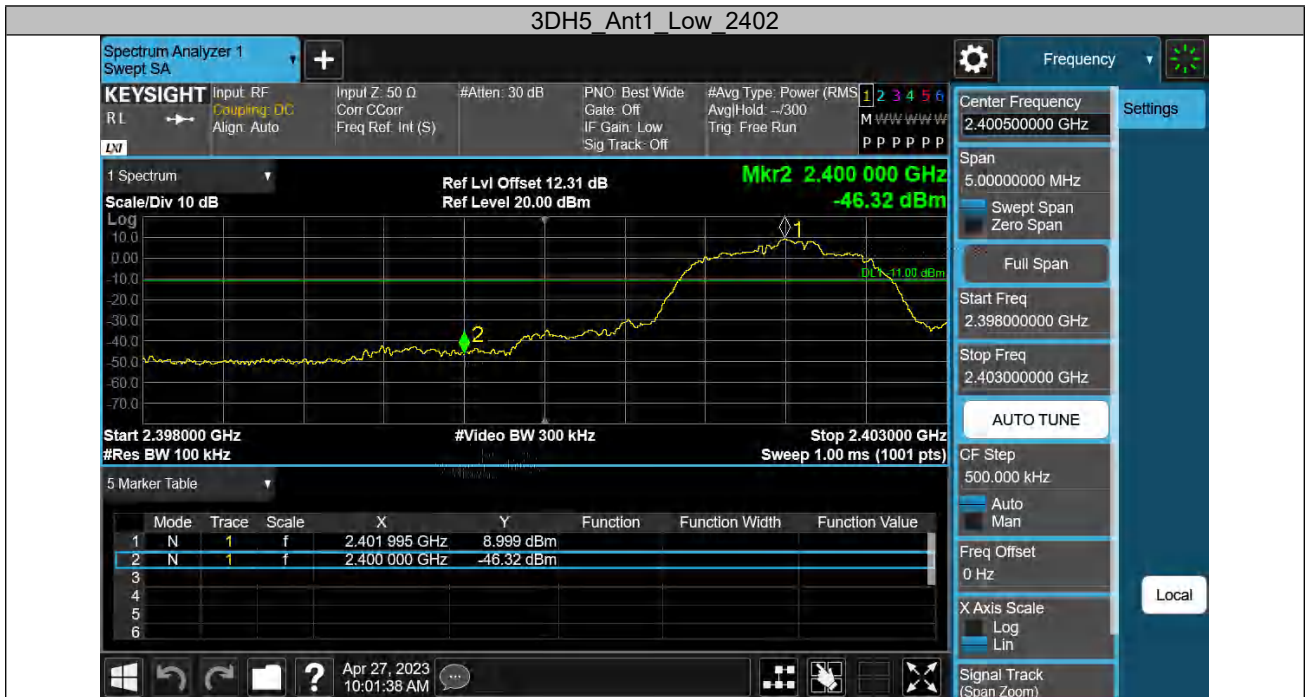 3DH5_Ant1_Low_2402
Spectrum Analyzer 1
Swept SA
Frequency
KEYSIGHT
RL
LXI
Input: RF
Coupling: DC
Align: Auto
Input Z: 50 Ω
Corr CCorr
Freq Ref: Int (S)
#Atten: 30 dB
PNO: Best Wide
Gate: Off
IF Gain: Low
Sig Track: Off
#Avg Type: Power (RMS
Avg|Hold: --/300
Trig: Free Run
1 2 3 4 5 6
M W W W W W
P P P P P P
1 Spectrum
Scale/Div 10 dB
Ref Lvl Offset 12.31 dB
Ref Level 20.00 dBm
Mkr2 2.400 000 GHz
-46.32 dBm
Log
10.0
0.00
-10.0
-20.0
-30.0
-40.0
-50.0
-60.0
-70.0
1
DL1 -11.00 dBm
2
Start 2.398000 GHz
#Res BW 100 kHz
#Video BW 300 kHz
Stop 2.403000 GHz
Sweep 1.00 ms (1001 pts)
5 Marker Table
Mode Trace Scale X Y Function Function Width Function Value
1 N 1 f 2.401 995 GHz 8.999 dBm
2 N 1 f 2.400 000 GHz -46.32 dBm
3
4
5
6
Apr 27, 2023
10:01:38 AM
Center Frequency
2.400500000 GHz
Settings
Span
5.00000000 MHz
Swept Span
Zero Span
Full Span
Start Freq
2.398000000 GHz
Stop Freq
2.403000000 GHz
AUTO TUNE
CF Step
500.000 kHz
Auto
Man
Freq Offset
0 Hz
X Axis Scale
Log
Lin
Local
Signal Track
(Span Zoom)